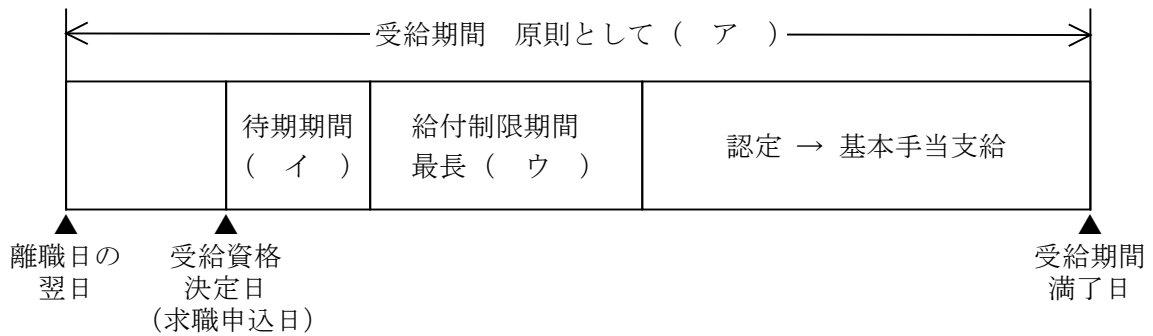 受給期間　原則として（　ア　）
待期期間
（　イ　）
給付制限期間
最長（　ウ　）
認定 → 基本手当支給
離職日の
翌日
受給資格
決定日
（求職申込日）
受給期間
満了日